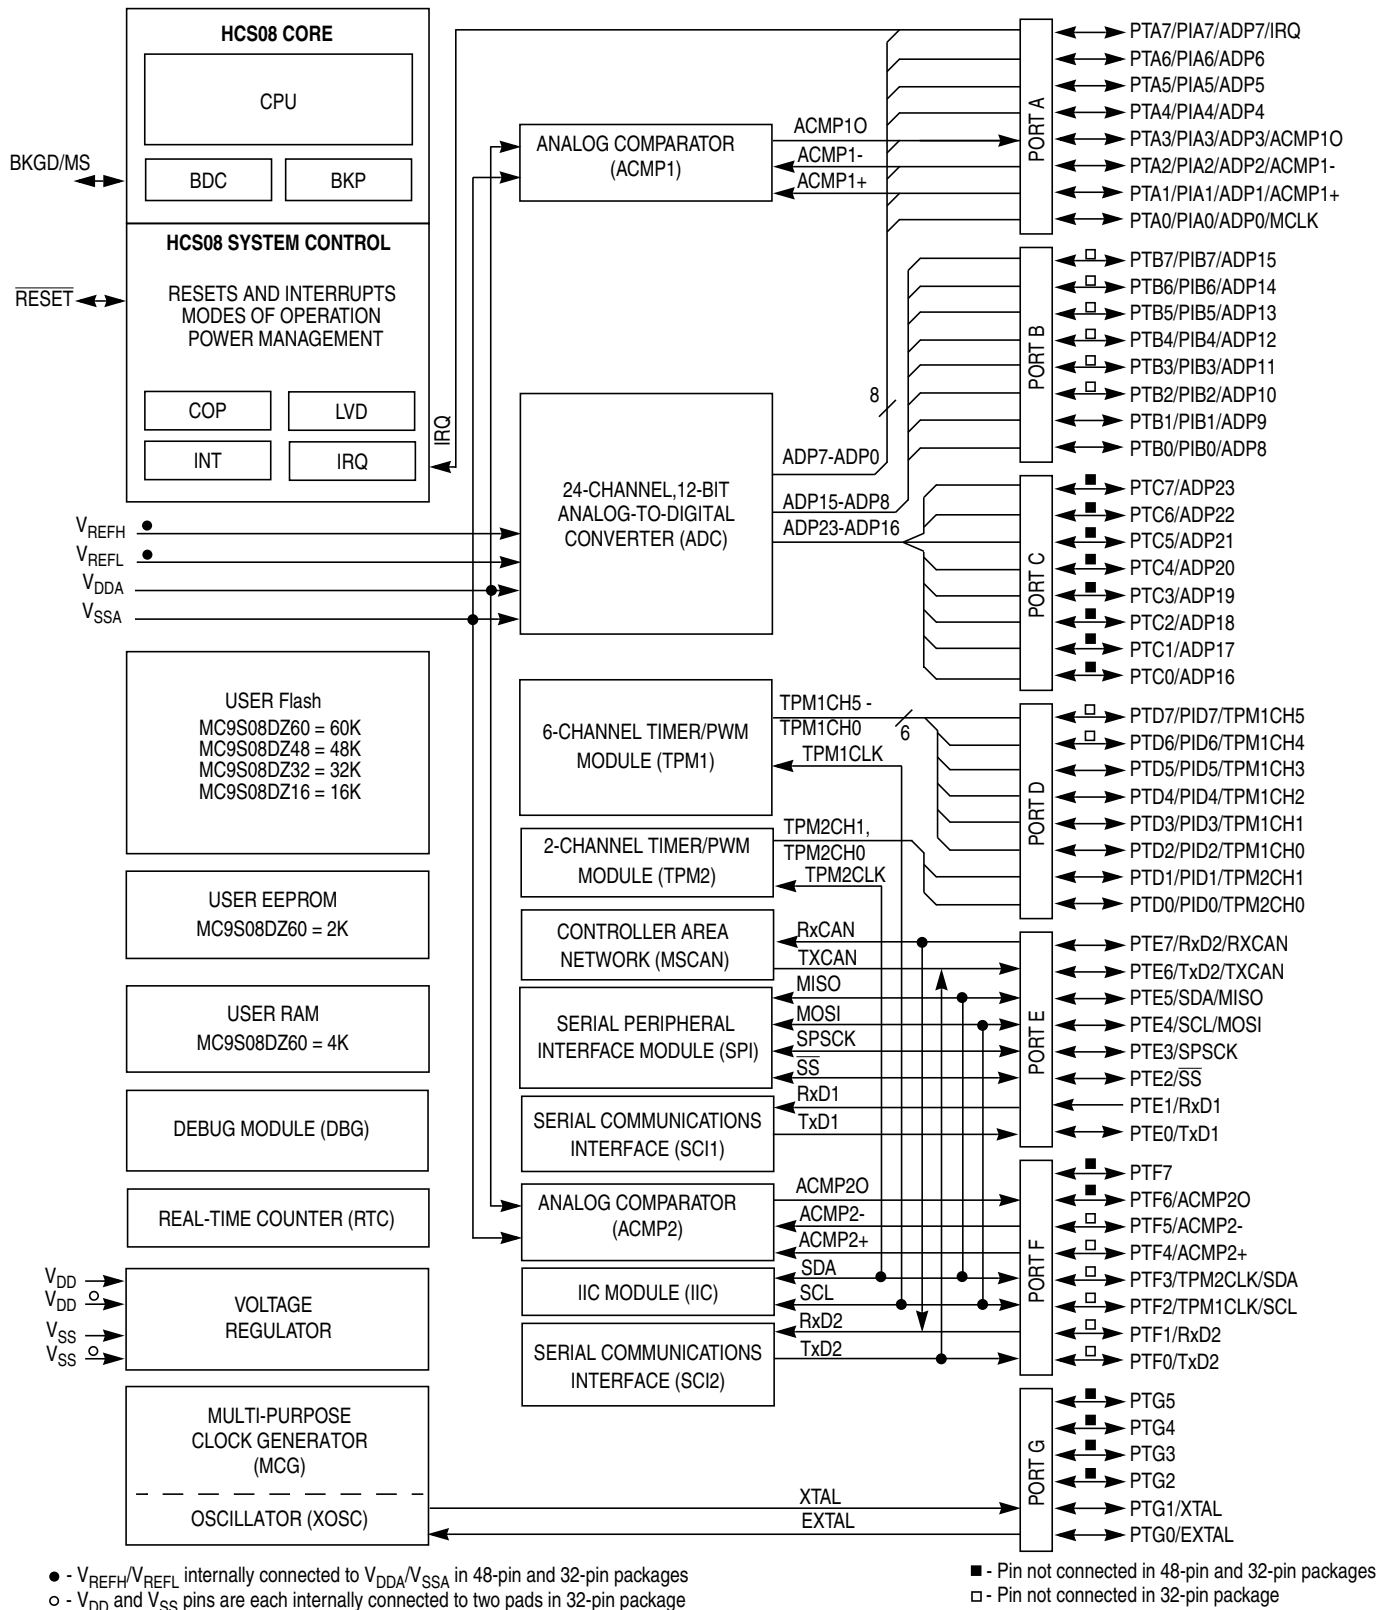 HCS08 CORE
CPU
BDC
BKP
BKGD/MS
HCS08 SYSTEM CONTROL
RESETS AND INTERRUPTS
MODES OF OPERATION
POWER MANAGEMENT
RESET
COP
LVD
INT
IRQ
IRQ
VREFH
VREFL
VDDA
VSSA
USER Flash
MC9S08DZ60 = 60K
MC9S08DZ48 = 48K
MC9S08DZ32 = 32K
MC9S08DZ16 = 16K
USER EEPROM
MC9S08DZ60 = 2K
USER RAM
MC9S08DZ60 = 4K
DEBUG MODULE (DBG)
REAL-TIME COUNTER (RTC)
VDD
VDD
VSS
VSS
VOLTAGE
REGULATOR
MULTI-PURPOSE
CLOCK GENERATOR
(MCG)
OSCILLATOR (XOSC)
ANALOG COMPARATOR
(ACMP1)
ACMP1O
ACMP1-
ACMP1+
24-CHANNEL,12-BIT
ANALOG-TO-DIGITAL
CONVERTER (ADC)
8
ADP7-ADP0
ADP15-ADP8
ADP23-ADP16
6-CHANNEL TIMER/PWM
MODULE (TPM1)
TPM1CH5 -
TPM1CH0
6
TPM1CLK
2-CHANNEL TIMER/PWM
MODULE (TPM2)
TPM2CH1,
TPM2CH0
TPM2CLK
CONTROLLER AREA
NETWORK (MSCAN)
RxCAN
TXCAN
SERIAL PERIPHERAL
INTERFACE MODULE (SPI)
MISO
MOSI
SPSCK
SS
SERIAL COMMUNICATIONS
INTERFACE (SCI1)
RxD1
TxD1
ANALOG COMPARATOR
(ACMP2)
ACMP2O
ACMP2-
ACMP2+
IIC MODULE (IIC)
SDA
SCL
SERIAL COMMUNICATIONS
INTERFACE (SCI2)
RxD2
TxD2
XTAL
EXTAL
PORT A
PTA7/PIA7/ADP7/IRQ
PTA6/PIA6/ADP6
PTA5/PIA5/ADP5
PTA4/PIA4/ADP4
PTA3/PIA3/ADP3/ACMP1O
PTA2/PIA2/ADP2/ACMP1-
PTA1/PIA1/ADP1/ACMP1+
PTA0/PIA0/ADP0/MCLK
PORT B
PTB7/PIB7/ADP15
PTB6/PIB6/ADP14
PTB5/PIB5/ADP13
PTB4/PIB4/ADP12
PTB3/PIB3/ADP11
PTB2/PIB2/ADP10
PTB1/PIB1/ADP9
PTB0/PIB0/ADP8
PORT C
PTC7/ADP23
PTC6/ADP22
PTC5/ADP21
PTC4/ADP20
PTC3/ADP19
PTC2/ADP18
PTC1/ADP17
PTC0/ADP16
PORT D
PTD7/PID7/TPM1CH5
PTD6/PID6/TPM1CH4
PTD5/PID5/TPM1CH3
PTD4/PID4/TPM1CH2
PTD3/PID3/TPM1CH1
PTD2/PID2/TPM1CH0
PTD1/PID1/TPM2CH1
PTD0/PID0/TPM2CH0
PORT E
PTE7/RxD2/RXCAN
PTE6/TxD2/TXCAN
PTE5/SDA/MISO
PTE4/SCL/MOSI
PTE3/SPSCK
PTE2/SS
PTE1/RxD1
PTE0/TxD1
PORT F
PTF7
PTF6/ACMP2O
PTF5/ACMP2-
PTF4/ACMP2+
PTF3/TPM2CLK/SDA
PTF2/TPM1CLK/SCL
PTF1/RxD2
PTF0/TxD2
PORT G
PTG5
PTG4
PTG3
PTG2
PTG1/XTAL
PTG0/EXTAL
● - VREFH/VREFL internally connected to VDDA/VSSA in 48-pin and 32-pin packages
○ - VDD and VSS pins are each internally connected to two pads in 32-pin package
■ - Pin not connected in 48-pin and 32-pin packages
□ - Pin not connected in 32-pin package